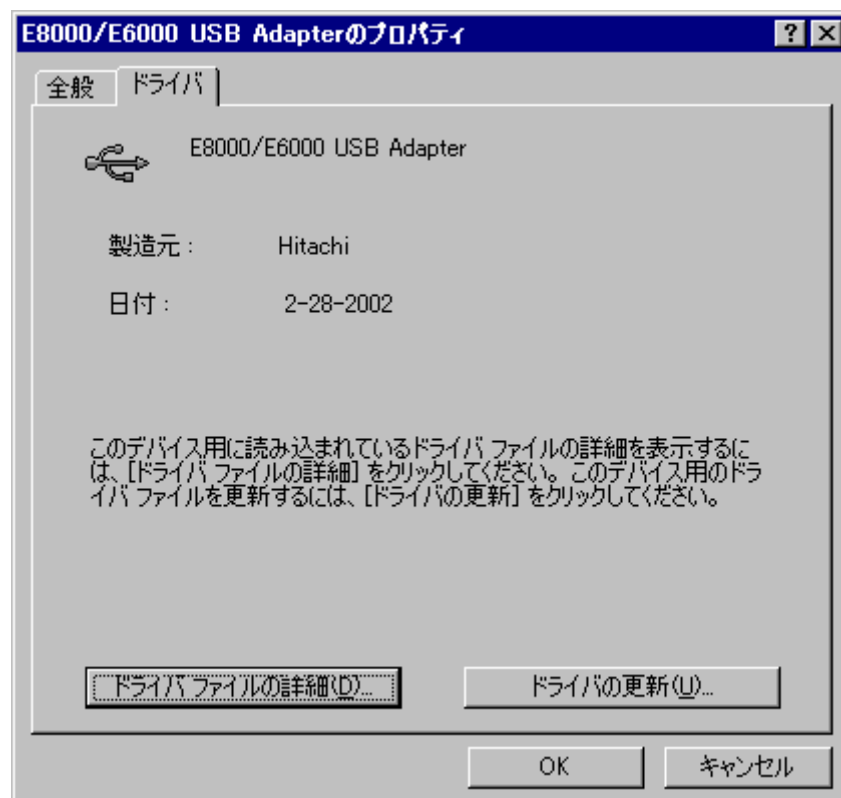 E8000/E6000 USB Adapterのプロパティ
全般
ドライバ
E8000/E6000 USB Adapter
製造元：
Hitachi
日付：
2-28-2002
このデバイス用に読み込まれているドライバ ファイルの詳細を表示するに
は、[ドライバ ファイルの詳細] をクリックしてください。このデバイス用のドラ
イバ ファイルを更新するには、[ドライバの更新] をクリックしてください。
ドライバ ファイルの詳細(D)...
ドライバの更新(U)...
OK
キャンセル